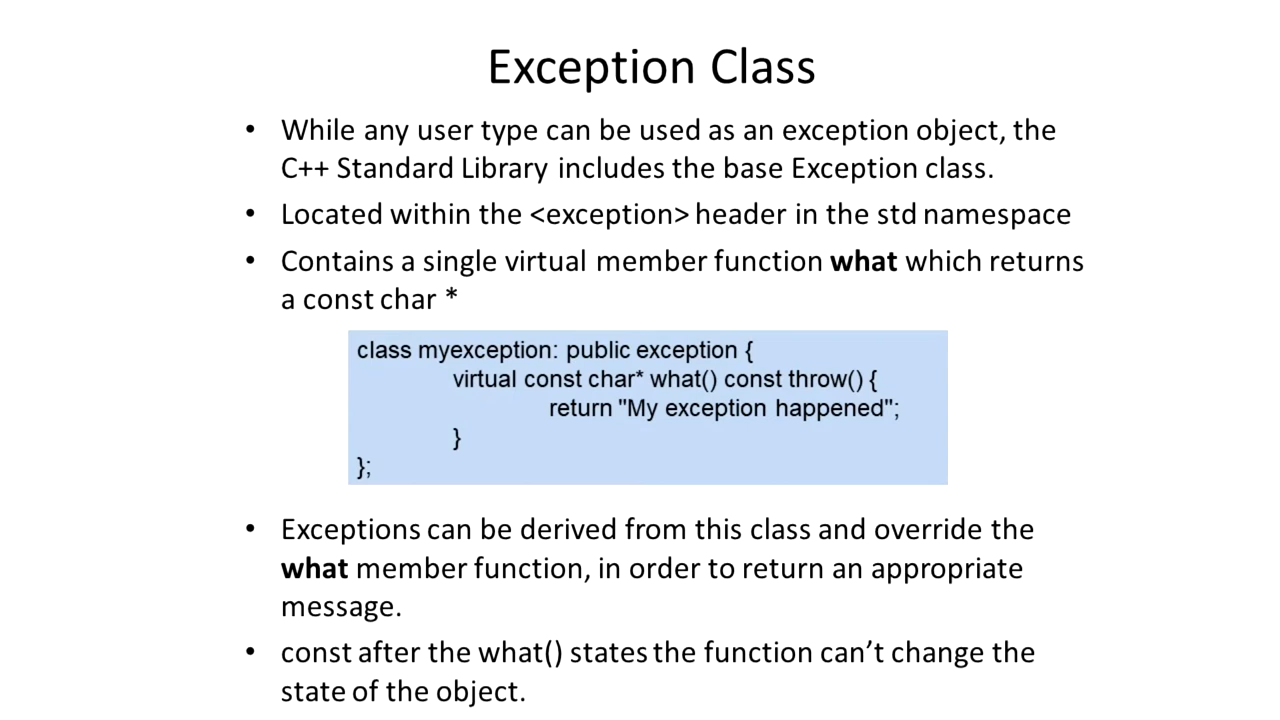 Exception Class
• While any user type can be used as an exception object, the
C++ Standard Library includes the base Exception class.
• Located within the <exception> header in the std namespace
• Contains a single virtual member function what which returns
a const char *
class myexception: public exception {
virtual const char* what() const throw() {
return "My exception happened";
}
};
• Exceptions can be derived from this class and override the
what member function, in order to return an appropriate
message.
• const after the what() states the function can’t change the
state of the object.